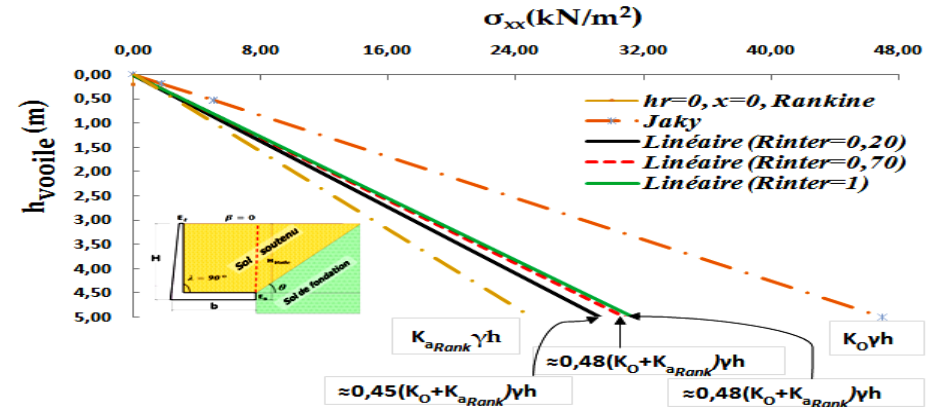 σxx(kN/m²)
0,00 8,00 16,00 24,00 32,00 40,00 48,00
hvooile (m)
0,00
0,50
1,00
1,50
2,00
2,50
3,00
3,50
4,00
4,50
5,00
hr=0, x=0, Rankine
Jaky
Linéaire (Rinter=0,20)
Linéaire (Rinter=0,70)
Linéaire (Rinter=1)
β = 0
H
Sol soutenu
λ = 90°
θ
Sol de fondation
b
KaRank γh
KO γh
≈0,48(KO+KaRank)γh
≈0,45(KO+KaRank)γh
≈0,48(KO+KaRank)γh